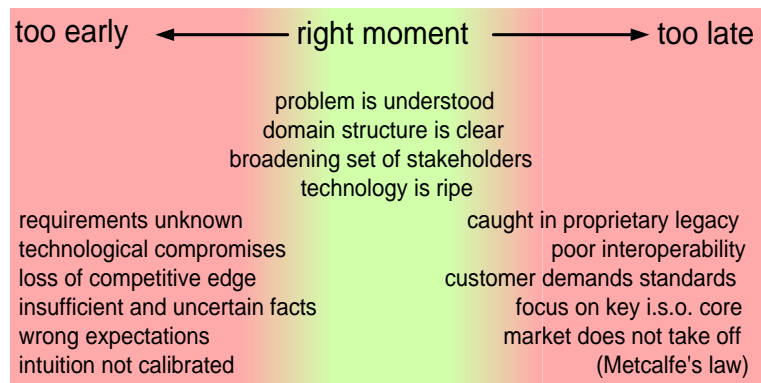 too early right moment too late
problem is understood
domain structure is clear
broadening set of stakeholders
technology is ripe
requirements unknown
technological compromises
loss of competitive edge
insufficient and uncertain facts
wrong expectations
intuition not calibrated
caught in proprietary legacy
poor interoperability
customer demands standards
focus on key i.s.o. core
market does not take off
(Metcalfe's law)